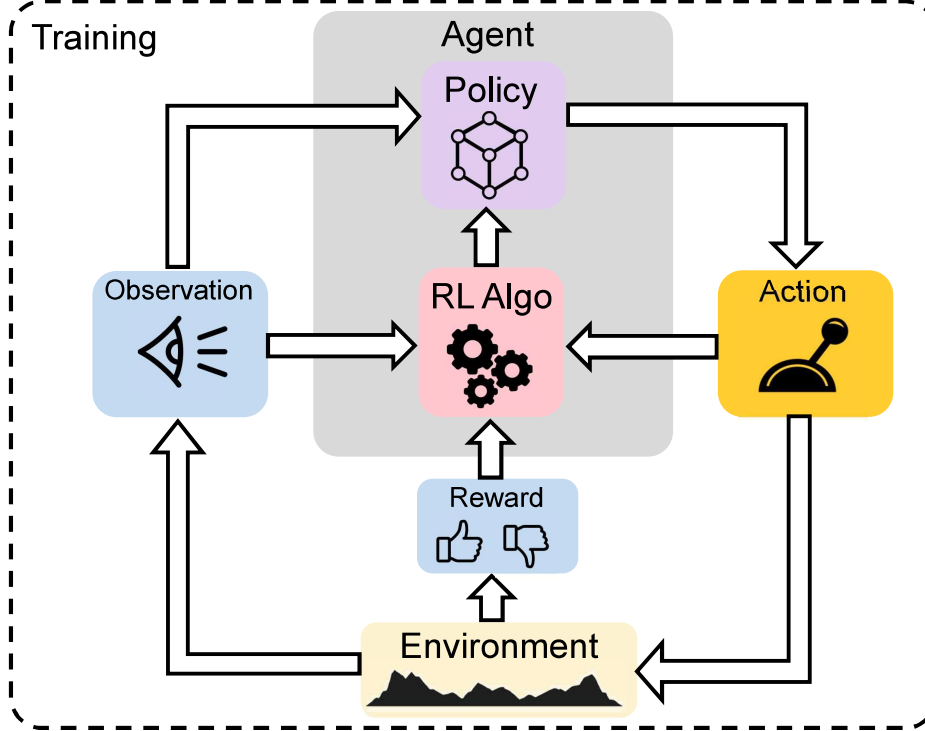 Training
Agent
Policy
Observation
RL Algo
Action
Reward
Environment